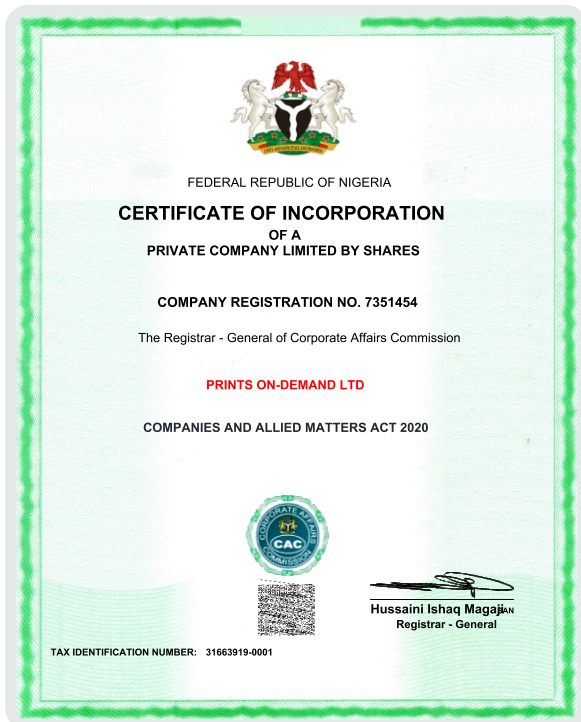 FEDERAL REPUBLIC OF NIGERIA
CERTIFICATE OF INCORPORATION
OF A
PRIVATE COMPANY LIMITED BY SHARES
COMPANY REGISTRATION NO. 7351454
The Registrar - General of Corporate Affairs Commission
PRINTS ON-DEMAND LTD
COMPANIES AND ALLIED MATTERS ACT 2020
CORPORATE AFFAIRS
CAC
COMMISSION
Hussaini Ishaq Magaji
Registrar - General
TAX IDENTIFICATION NUMBER: 31663919-0001